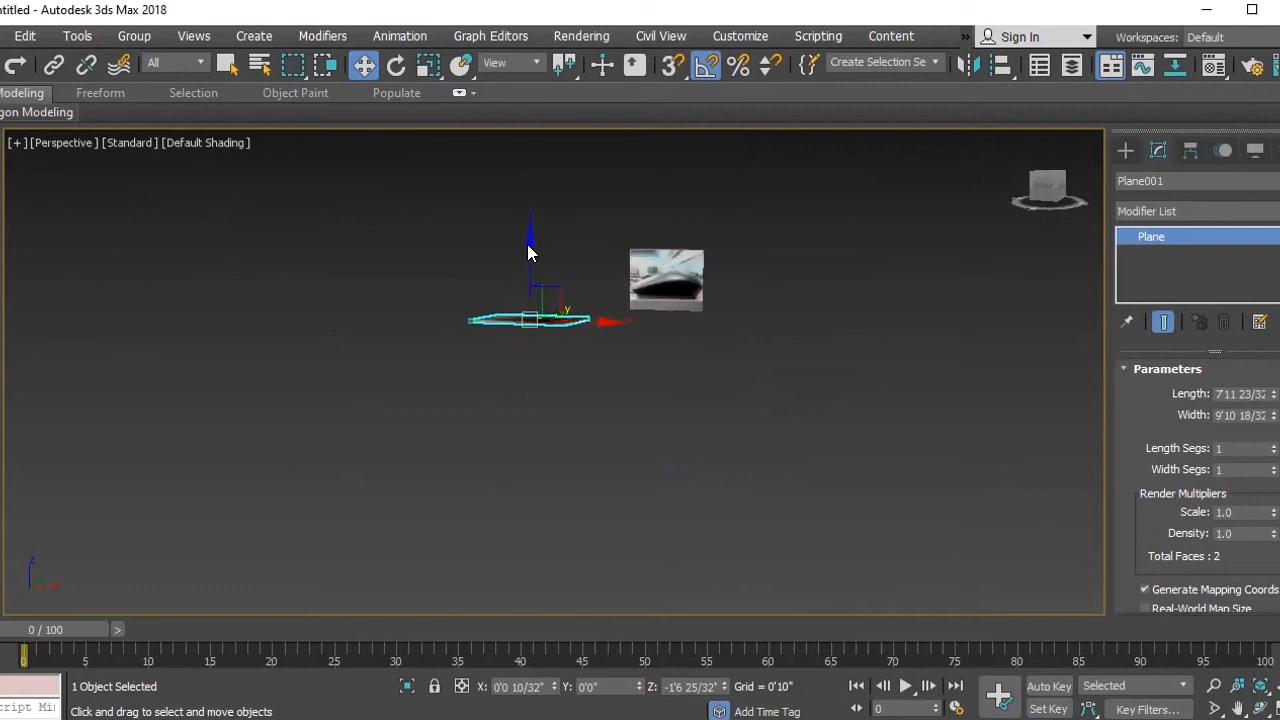 ntitled - Autodesk 3ds Max 2018
Edit Tools Group Views Create Modifiers Animation Graph Editors Rendering Civil View Customize Scripting Content » Sign In Workspaces: Default
All View Create Selection Se
Modeling Freeform Selection Object Paint Populate
gon Modeling
[+] [Perspective] [Standard] [Default Shading]
Plane001
Modifier List
Plane
y
Parameters
Length: 7'11 23/32
Width: 9'10 18/32
Length Segs: 1
Width Segs: 1
Render Multipliers
Scale: 1.0
Density: 1.0
Total Faces : 2
z
Generate Mapping Coords
Real-World Map Size
0 / 100 >
0 5 10 15 20 25 30 35 40 45 50 55 60 65 70 75 80 85 90 95 100
1 Object Selected X: 0'0 10/32" Y: 0'0" Z: -1'6 25/32" Grid = 0'10" Auto Key Selected
cript Mi Click and drag to select and move objects Add Time Tag 0 Set Key Key Filters...